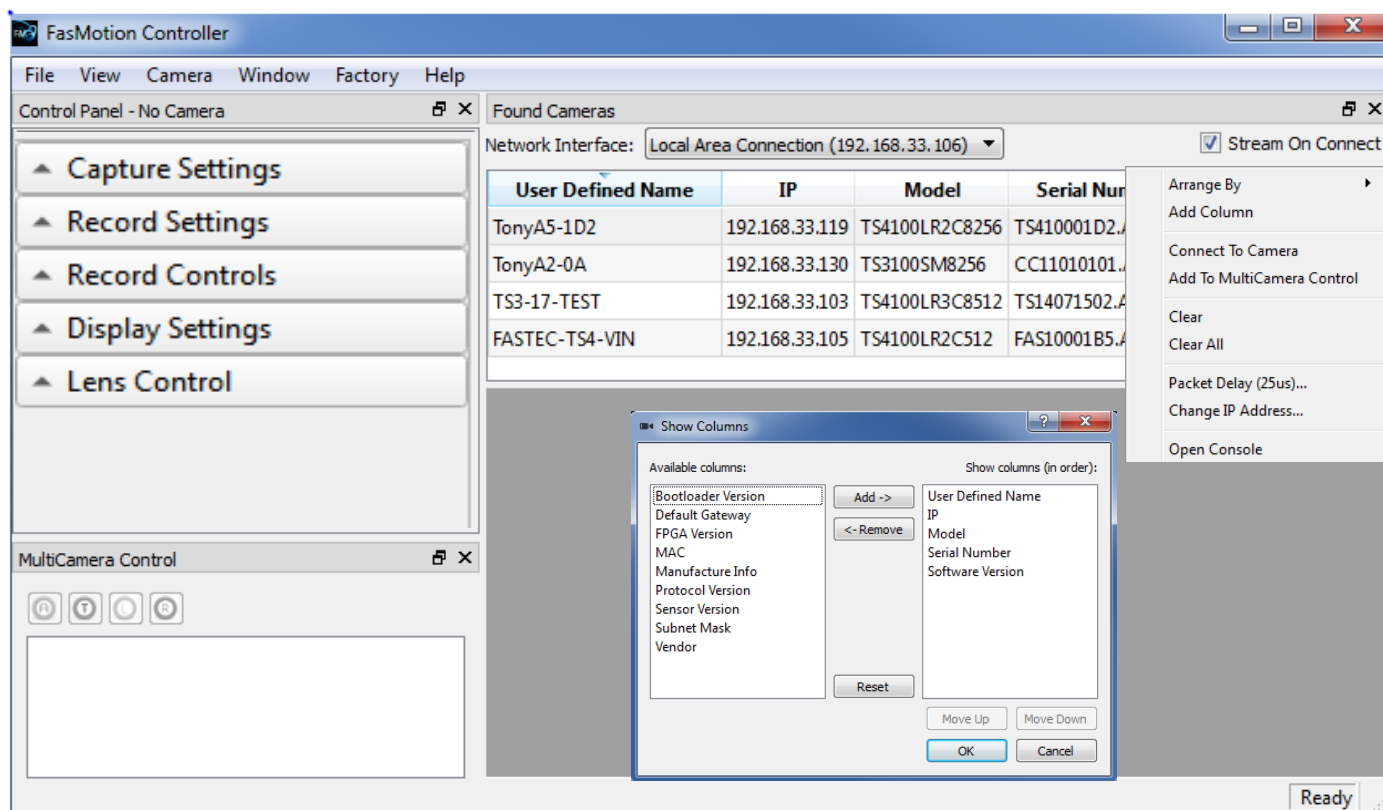 FasMotion Controller
File View Camera Window Factory Help
Control Panel - No Camera
Capture Settings
Record Settings
Record Controls
Display Settings
Lens Control
MultiCamera Control
A T L R
Found Cameras
Network Interface: Local Area Connection (192.168.33.106) Stream On Connect
User Defined Name IP Model Serial Nun
TonyA5-1D2 192.168.33.119 TS4100LR2C8256 TS410001D2.
TonyA2-0A 192.168.33.130 TS3100SM8256 CC11010101.
TS3-17-TEST 192.168.33.103 TS4100LR3C8512 TS14071502.A
FASTEC-TS4-VIN 192.168.33.105 TS4100LR2C512 FAS10001B5.A
Arrange By
Add Column
Connect To Camera
Add To MultiCamera Control
Clear
Clear All
Packet Delay (25us)...
Change IP Address...
Open Console
Show Columns
Available columns:
Bootloader Version
Default Gateway
FPGA Version
MAC
Manufacture Info
Protocol Version
Sensor Version
Subnet Mask
Vendor
Add ->
<- Remove
Reset
Show columns (in order):
User Defined Name
IP
Model
Serial Number
Software Version
Move Up Move Down
OK Cancel
Ready